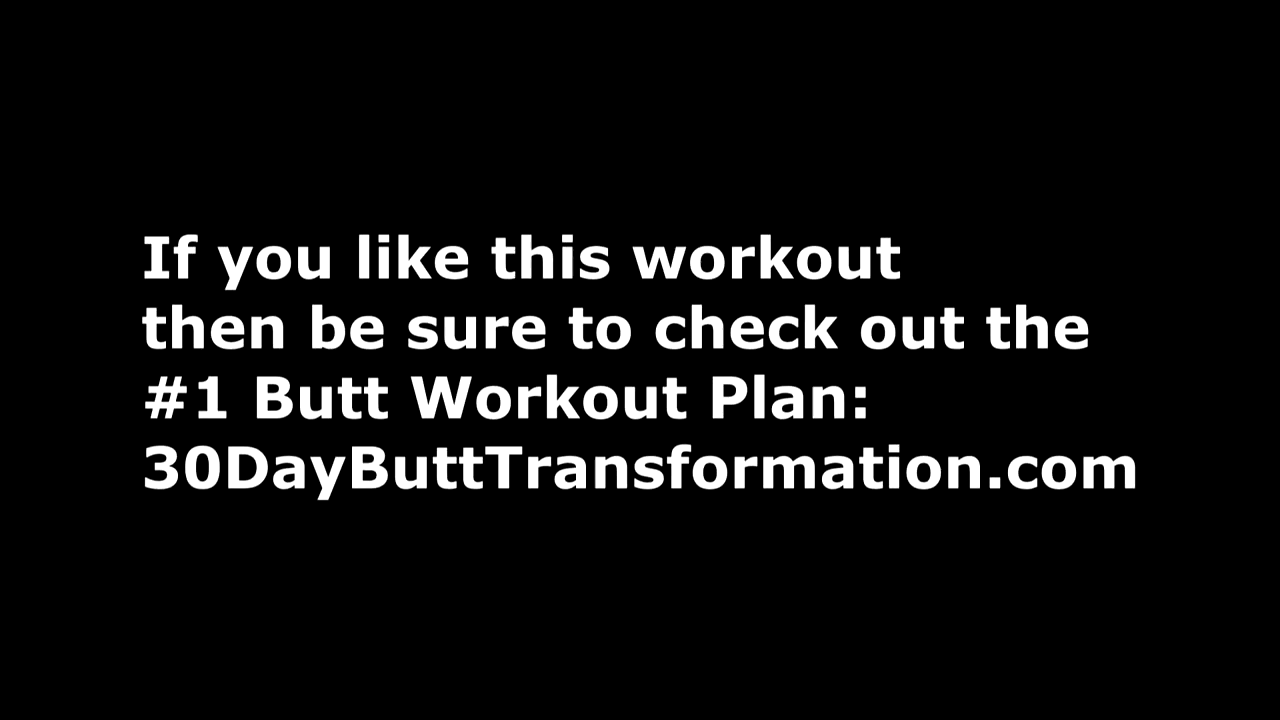 If you like this workout
then be sure to check out the
#1 Butt Workout Plan:
30DayButtTransformation.com